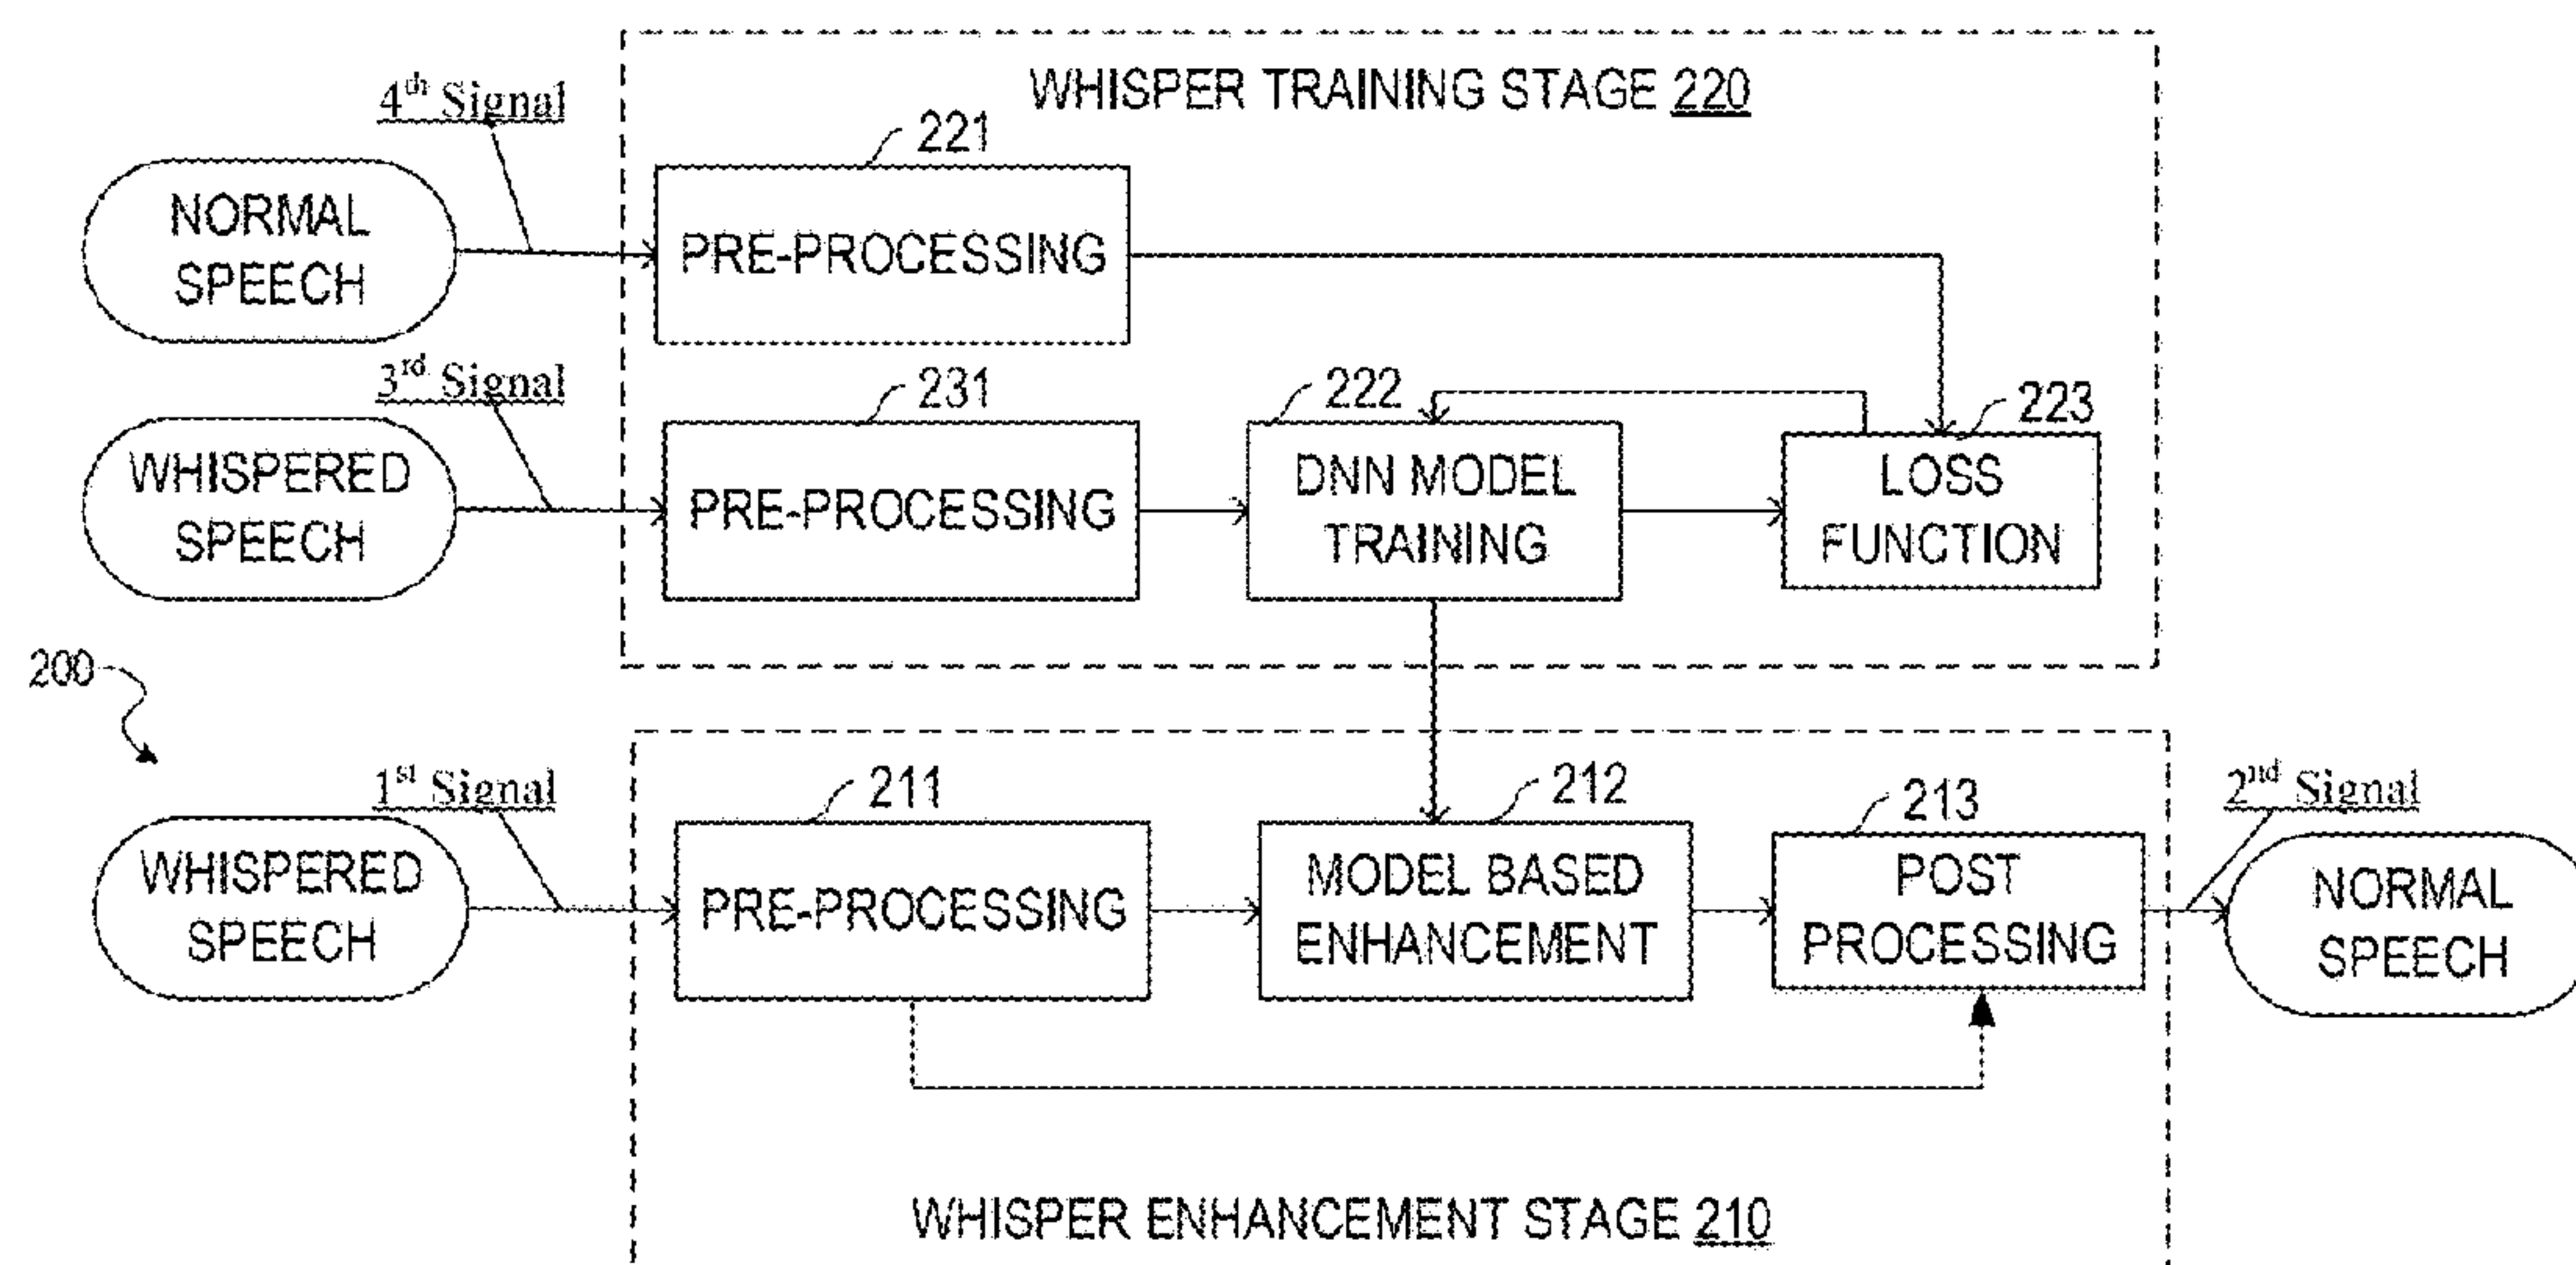 WHISPER TRAINING STAGE 220
4th Signal
221
NORMAL
SPEECH
PRE-PROCESSING
3rd Signal
231
222
223
WHISPERED
SPEECH
PRE-PROCESSING
DNN MODEL
TRAINING
LOSS
FUNCTION
200
1st Signal
211
212
213
2nd Signal
WHISPERED
SPEECH
PRE-PROCESSING
MODEL BASED
ENHANCEMENT
POST
PROCESSING
NORMAL
SPEECH
WHISPER ENHANCEMENT STAGE 210